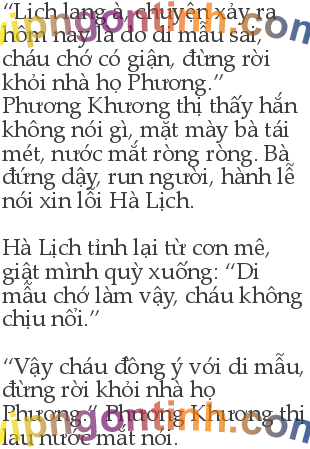 “Lịch lang à, chuyện xảy ra
hôm nay là do di mẫu sai,
cháu chớ có giận, đừng rời
khỏi nhà họ Phương.”
Phương Khương thị thấy hắn
không nói gì, mặt mày bà tái
mét, nước mắt ròng ròng. Bà
đứng dậy, run người, hành lễ
nói xin lỗi Hà Lịch.
Hà Lịch tỉnh lại từ cơn mê,
giật mình quỳ xuống: “Di
mẫu chớ làm vậy, cháu không
chịu nổi.”
“Vậy cháu đồng ý với di mẫu,
đừng rời khỏi nhà họ
Phương.” Phương Khương thị
lau nước mắt nói.